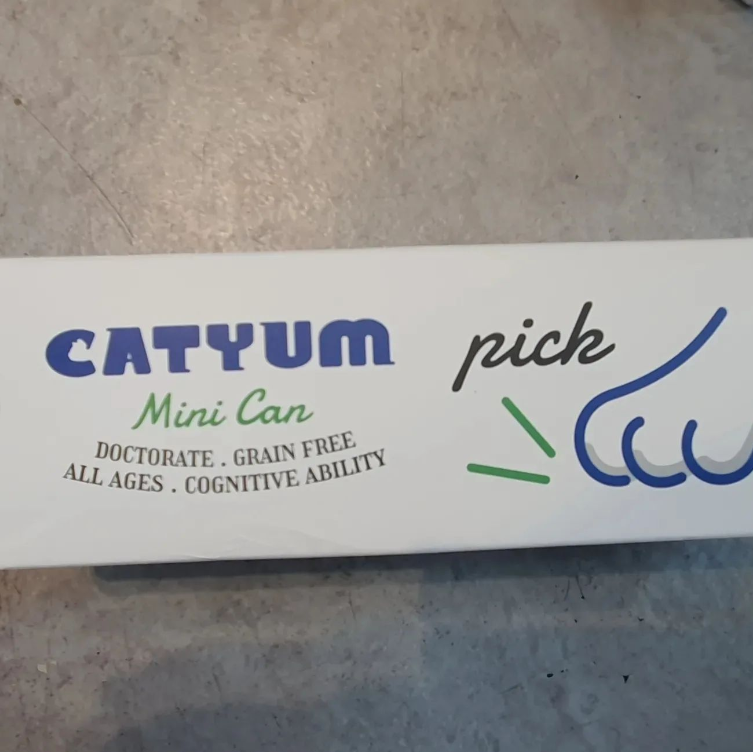 CATYUM
Mini Can
DOCTORATE . GRAIN FREE
ALL AGES . COGNITIVE ABILITY
pick